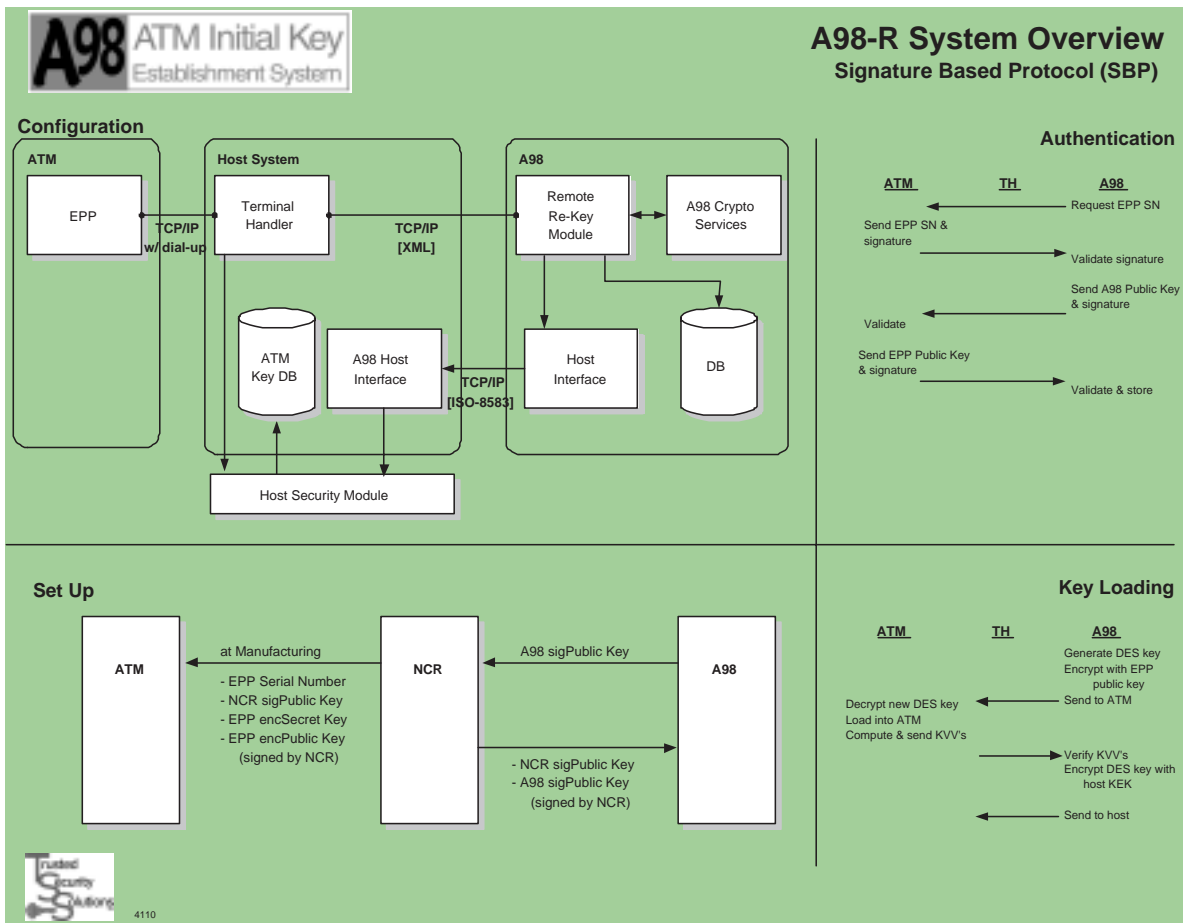 A98 ATM Initial Key
Establishment System
A98-R System Overview
Signature Based Protocol (SBP)
Configuration
ATM
EPP
TCP/IP
w/ dial-up
Host System
Terminal
Handler
TCP/IP
[XML]
ATM
Key DB
A98 Host
Interface
TCP/IP
[ISO-8583]
Host Security Module
A98
Remote
Re-Key
Module
A98 Crypto
Services
Host
Interface
DB
Authentication
ATM TH A98
Request EPP SN
Send EPP SN &
signature
Validate signature
Send A98 Public Key
& signature
Validate
Send EPP Public Key
& signature
Validate & store
Set Up
ATM
at Manufacturing
- EPP Serial Number
- NCR sigPublic Key
- EPP encSecret Key
- EPP encPublic Key
(signed by NCR)
NCR
A98 sigPublic Key
- NCR sigPublic Key
- A98 sigPublic Key
(signed by NCR)
A98
Key Loading
ATM TH A98
Generate DES key
Encrypt with EPP
public key
Send to ATM
Decrypt new DES key
Load into ATM
Compute & send KVV's
Verify KVV's
Encrypt DES key with
host KEK
Send to host
Trusted
Security
Solutions
4110